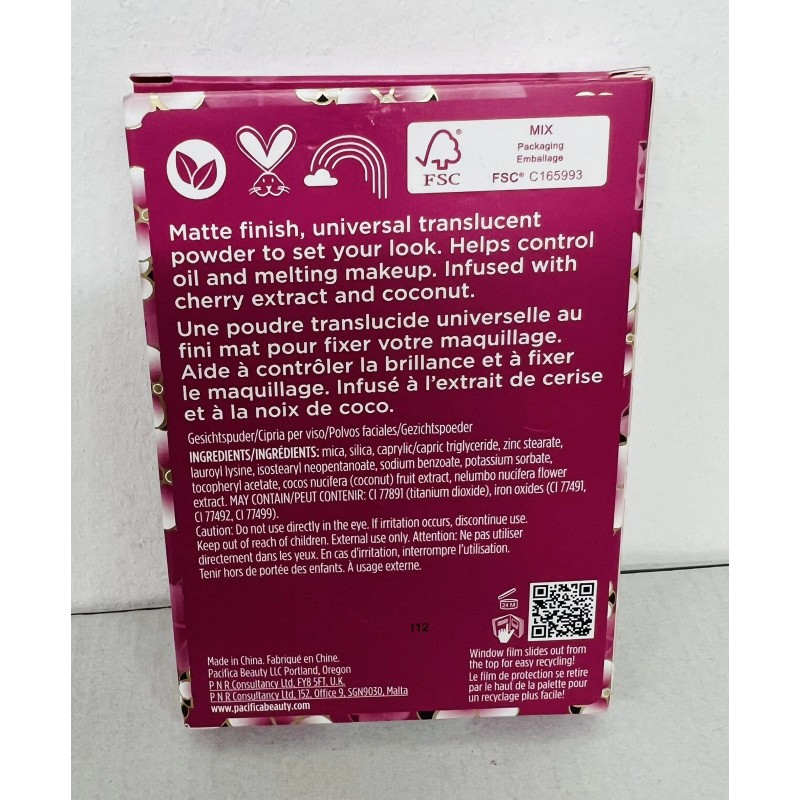 FSC®
MIX
Packaging
Emballage
FSC® C165993
Matte finish, universal translucent
powder to set your look. Helps control
oil and melting makeup. Infused with
cherry extract and coconut.
Une poudre translucide universelle au
fini mat pour fixer votre maquillage.
Aide à contrôler la brillance et à fixer
le maquillage. Infusé à l'extrait de cerise
et à la noix de coco.
Gesichtspuder/Cipria per viso/Polvos faciales/Gezichtspoeder
INGREDIENTS/INGRÉDIENTS: mica, silica, caprylic/capric triglyceride, zinc stearate,
lauroyl lysine, isostearyl neopentanoate, sodium benzoate, potassium sorbate,
tocopheryl acetate, cocos nucifera (coconut) fruit extract, nelumbo nucifera flower
extract. MAY CONTAIN/PEUT CONTENIR: CI 77891 (titanium dioxide), iron oxides (CI 77491,
CI 77492, CI 77499).
Caution: Do not use directly in the eye. If irritation occurs, discontinue use.
Keep out of reach of children. External use only. Attention: Ne pas utiliser
directement dans les yeux. En cas d'irritation, interrompre l'utilisation.
Tenir hors de portée des enfants. À usage externe.
24 M
I12
Made in China. Fabriqué en Chine.
Pacifica Beauty LLC Portland, Oregon
P N R Consultancy Ltd, FY8 5FT, U.K.
P N R Consultancy Ltd, 152, Office 9, SGN9030, Malta
www.pacificabeauty.com
Window film slides out from
the top for easy recycling!
Le film de protection se retire
par le haut de la palette pour
un recyclage plus facile!